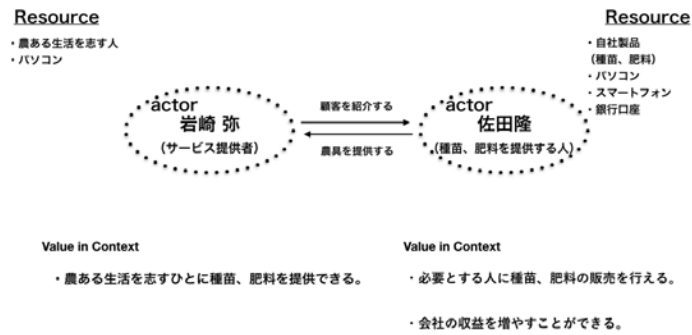 Resource
・農ある生活を志す人
・パソコン
Resource
・自社製品
（種苗、肥料）
・パソコン
・スマートフォン
・銀行口座
actor
岩崎 弥
（サービス提供者）
顧客を紹介する
農具を提供する
actor
佐田隆
（種苗、肥料を提供する人）
Value in Context
・農ある生活を志すひとに種苗、肥料を提供できる。
Value in Context
・必要とする人に種苗、肥料の販売を行える。
・会社の収益を増やすことができる。